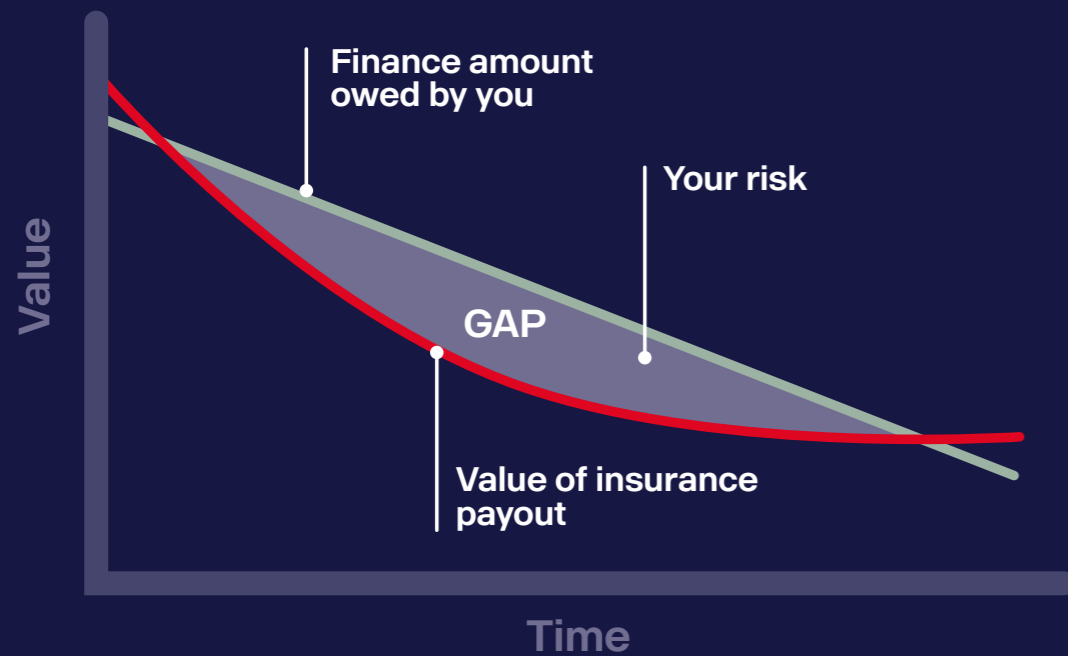 Finance amount
owed by you
Your risk
Value
GAP
Value of insurance
payout
Time